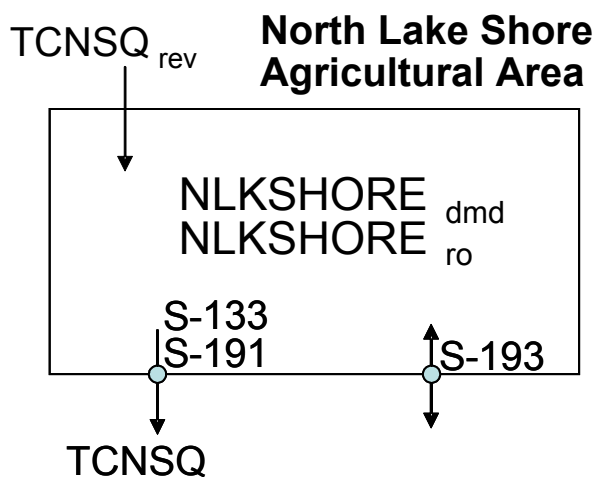 TCNSQ rev
North Lake Shore
Agricultural Area
NLKSHORE dmd
NLKSHORE ro
S-133
S-191
S-193
TCNSQ